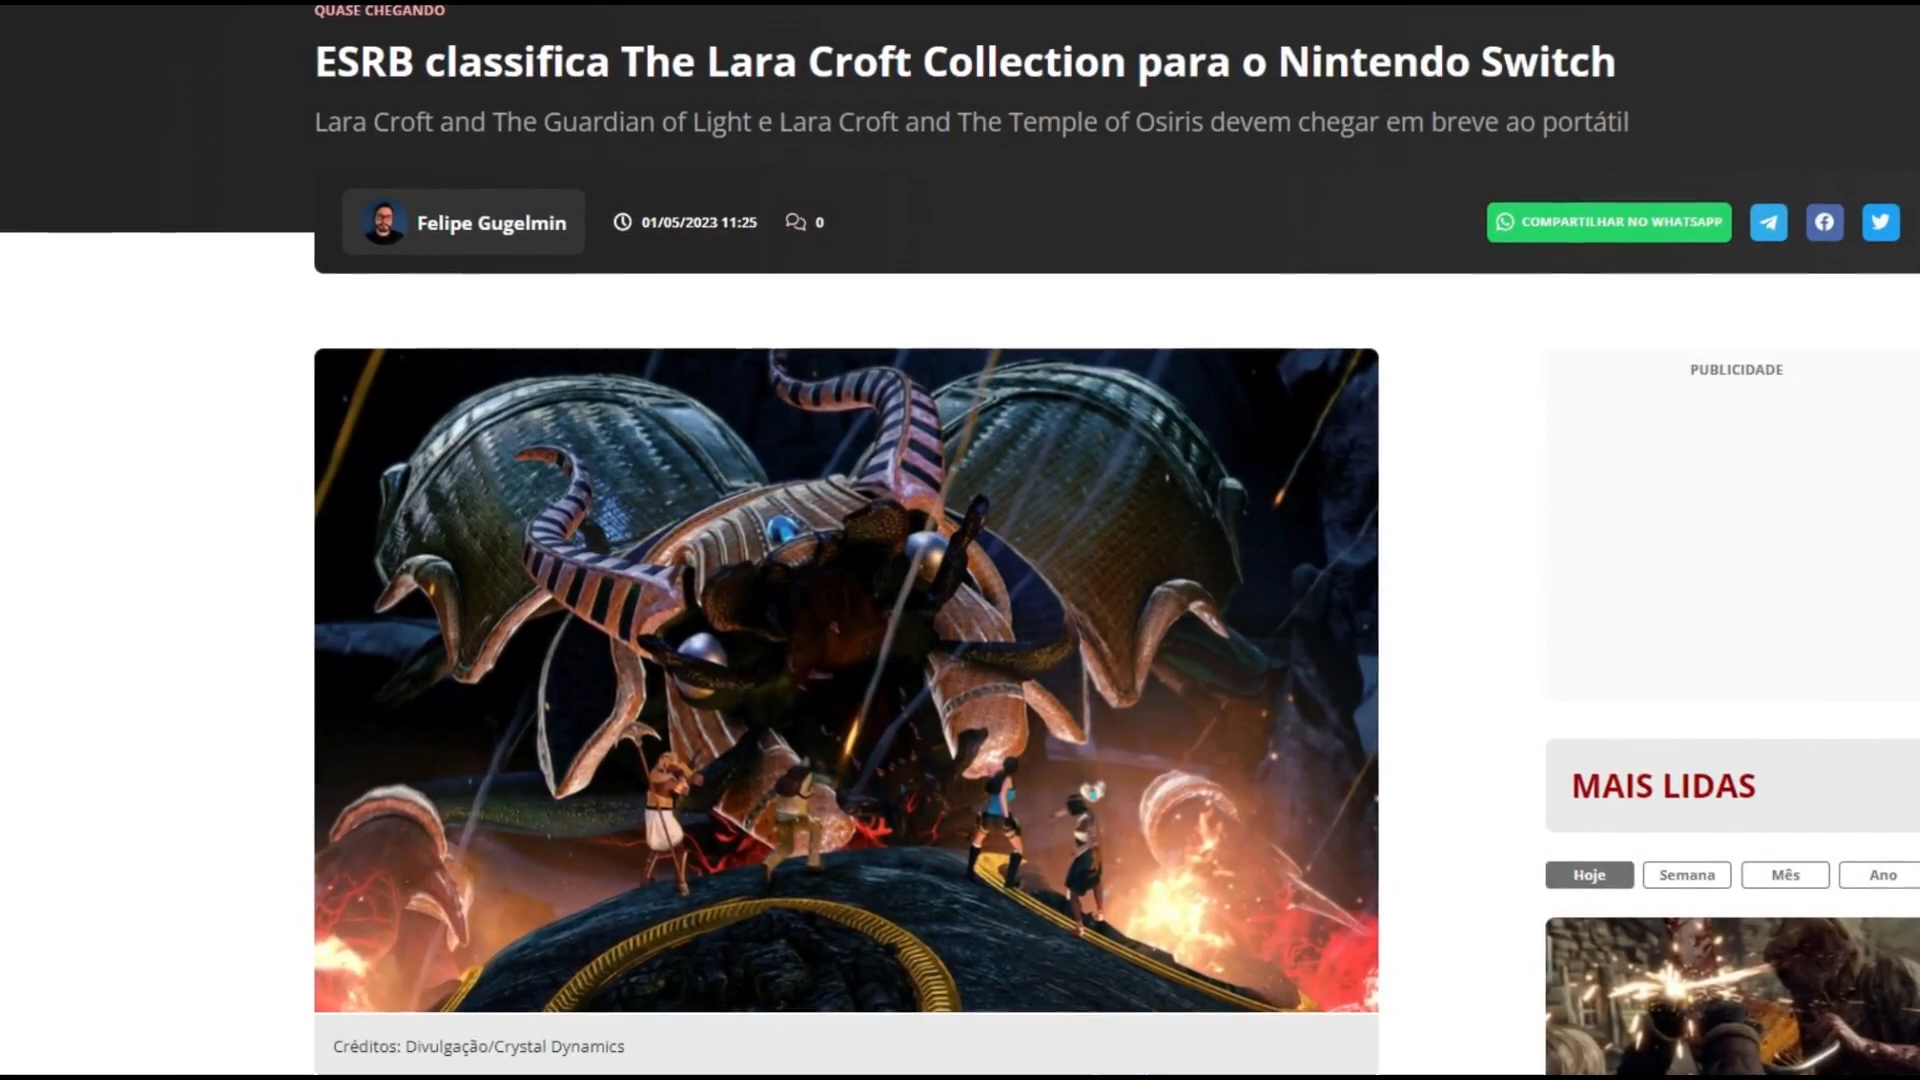 QUASE CHEGANDO
ESRB classifica The Lara Croft Collection para o Nintendo Switch
Lara Croft and The Guardian of Light e Lara Croft and The Temple of Osiris devem chegar em breve ao portátil
Felipe Gugelmin
01/05/2023 11:25
0
COMPARTILHAR NO WHATSAPP
PUBLICIDADE
MAIS LIDAS
Hoje
Semana
Mês
Ano
Créditos: Divulgação/Crystal Dynamics